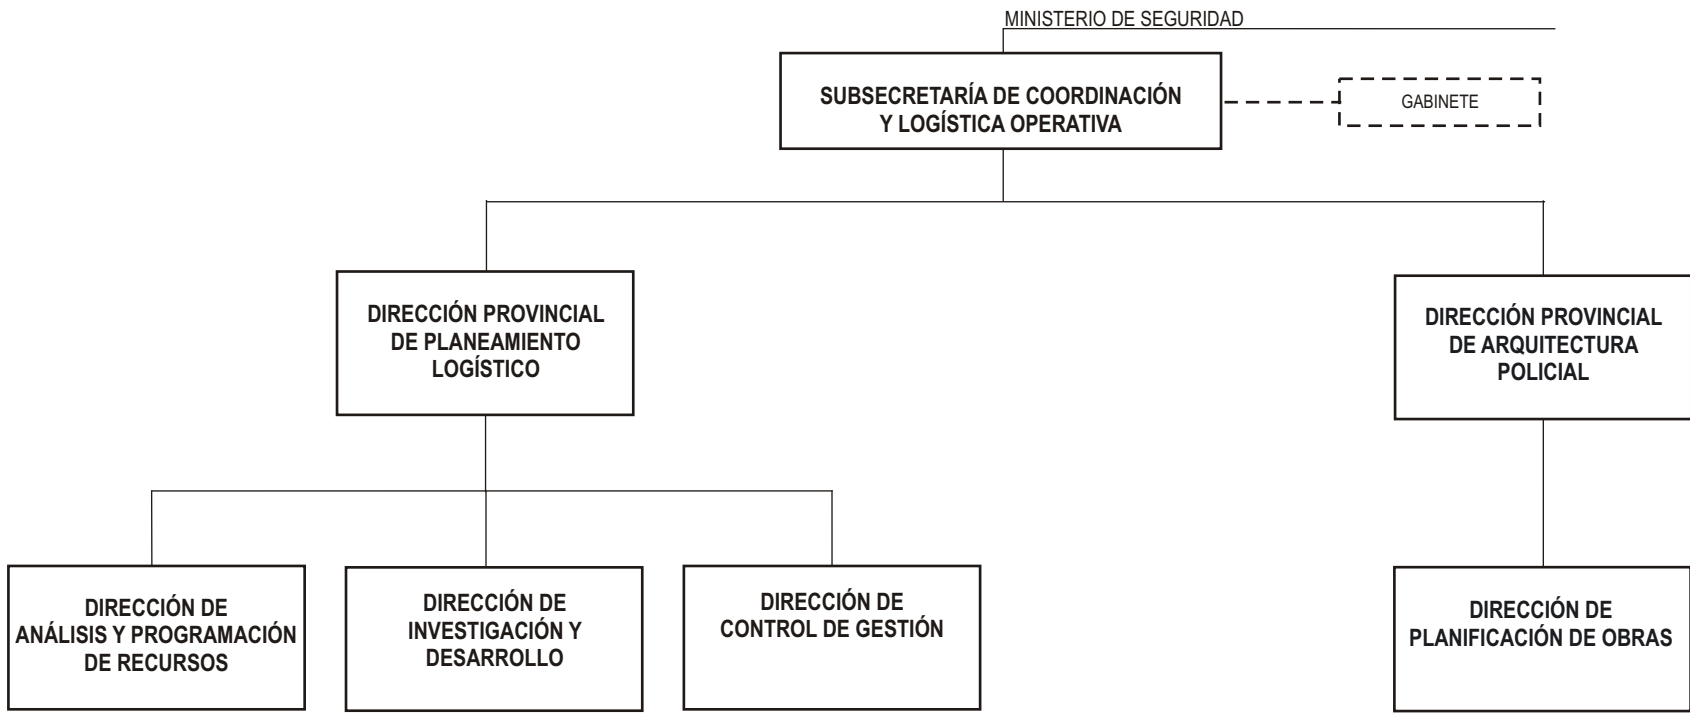 MINISTERIO DE SEGURIDAD
SUBSECRETARÍA DE COORDINACIÓN
Y LOGÍSTICA OPERATIVA
GABINETE
DIRECCIÓN PROVINCIAL
DE PLANEAMIENTO
LOGÍSTICO
DIRECCIÓN PROVINCIAL
DE ARQUITECTURA
POLICIAL
DIRECCIÓN DE
ANÁLISIS Y PROGRAMACIÓN
DE RECURSOS
DIRECCIÓN DE
INVESTIGACIÓN Y
DESARROLLO
DIRECCIÓN DE
CONTROL DE GESTIÓN
DIRECCIÓN DE
PLANIFICACIÓN DE OBRAS